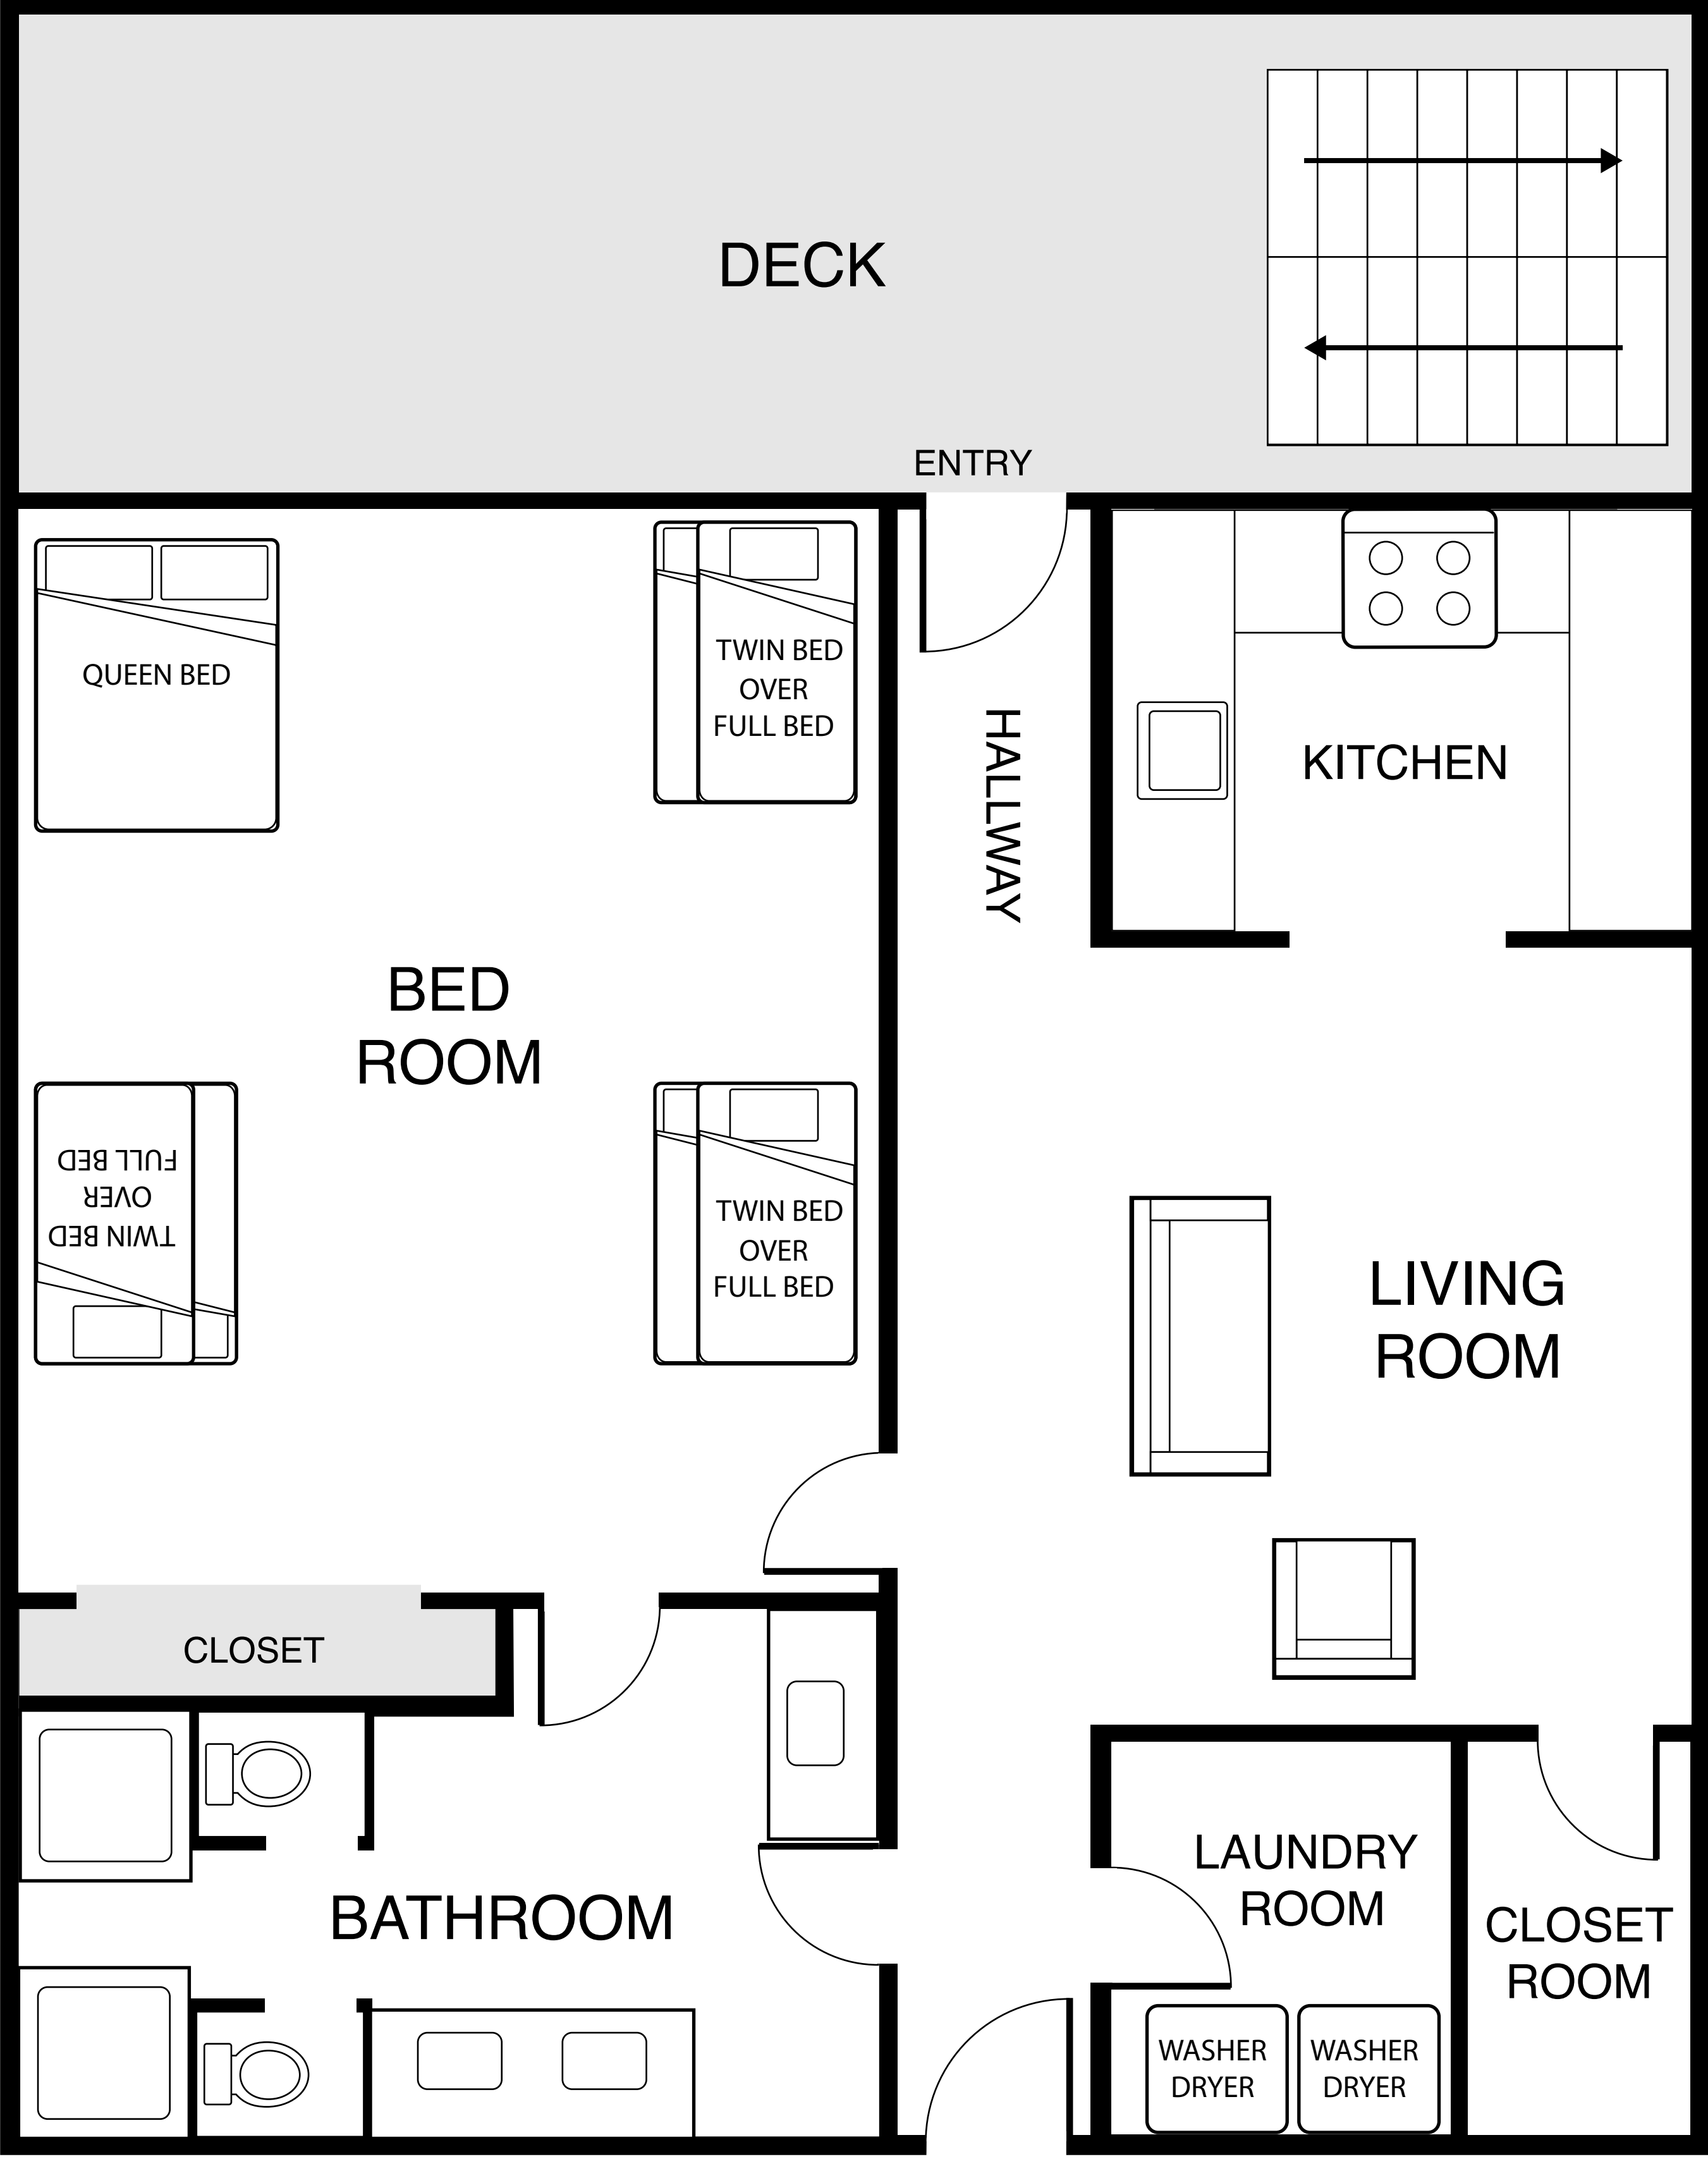 DECK
ENTRY
QUEEN BED
TWIN BED
OVER
FULL BED
HALLWAY
KITCHEN
BED
ROOM
TWIN BED
OVER
FULL BED
TWIN BED
OVER
FULL BED
LIVING
ROOM
CLOSET
BATHROOM
LAUNDRY
ROOM
CLOSET
ROOM
WASHER
DRYER
WASHER
DRYER